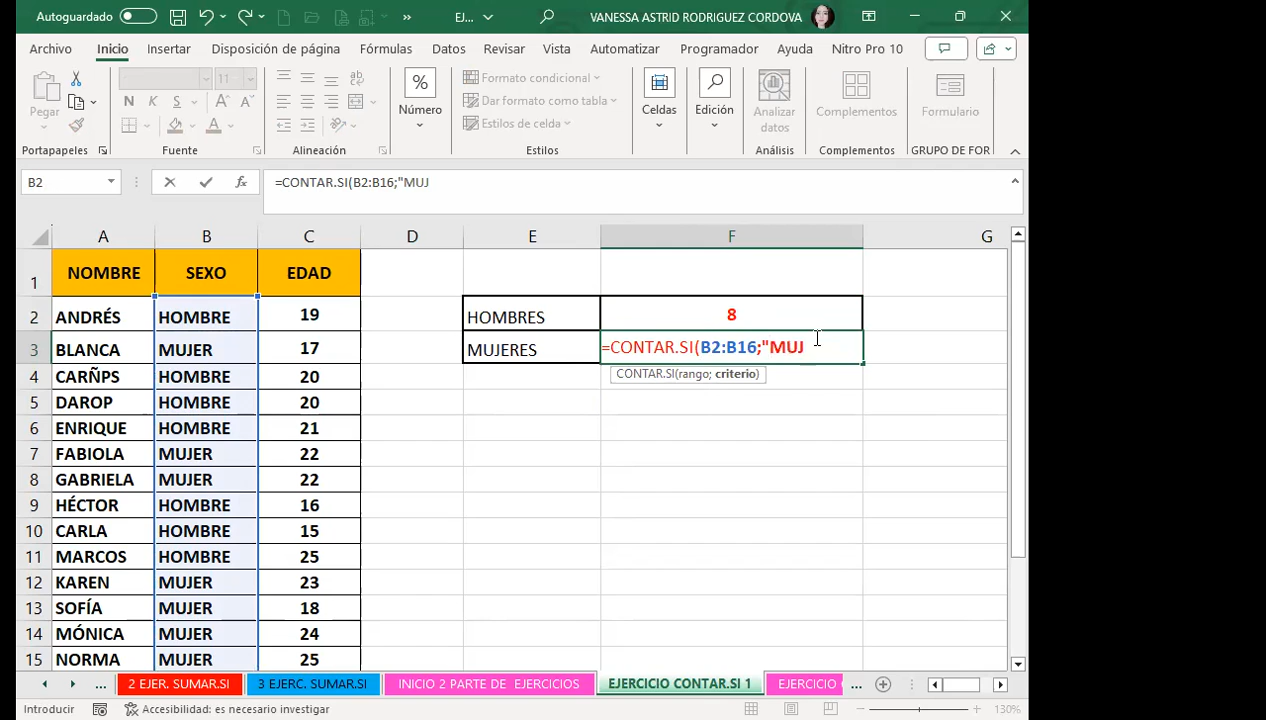 Autoguardado » EJ... VANESSA ASTRID RODRIGUEZ CORDOVA
Archivo Inicio Insertar Disposición de página Fórmulas Datos Revisar Vista Automatizar Programador Ayuda Nitro Pro 10
Pegar 11 N K S A A A % Número Formato condicional Celdas Edición Analizar datos Complementos Formulario
Dar formato como tabla
Estilos de celda
Portapapeles Fuente Alineación Estilos Análisis Complementos GRUPO DE FOR
B2 fx =CONTAR.SI(B2:B16;"MUJ
A B C D E F G
1 NOMBRE SEXO EDAD
2 ANDRÉS HOMBRE 19 HOMBRES 8
3 BLANCA MUJER 17 MUJERES =CONTAR.SI(B2:B16;"MUJ
4 CARÑPS HOMBRE 20 CONTAR.SI(rango; criterio)
5 DAROP HOMBRE 20
6 ENRIQUE HOMBRE 21
7 FABIOLA MUJER 22
8 GABRIELA MUJER 22
9 HÉCTOR HOMBRE 16
10 CARLA HOMBRE 15
11 MARCOS HOMBRE 25
12 KAREN MUJER 23
13 SOFÍA MUJER 18
14 MÓNICA MUJER 24
15 NORMA MUJER 25
... 2 EJER. SUMAR.SI 3 EJERC. SUMAR.SI INICIO 2 PARTE DE EJERCICIOS EJERCICIO CONTAR.SI 1 EJERCICIO ...
Introducir Accesibilidad: es necesario investigar 130%